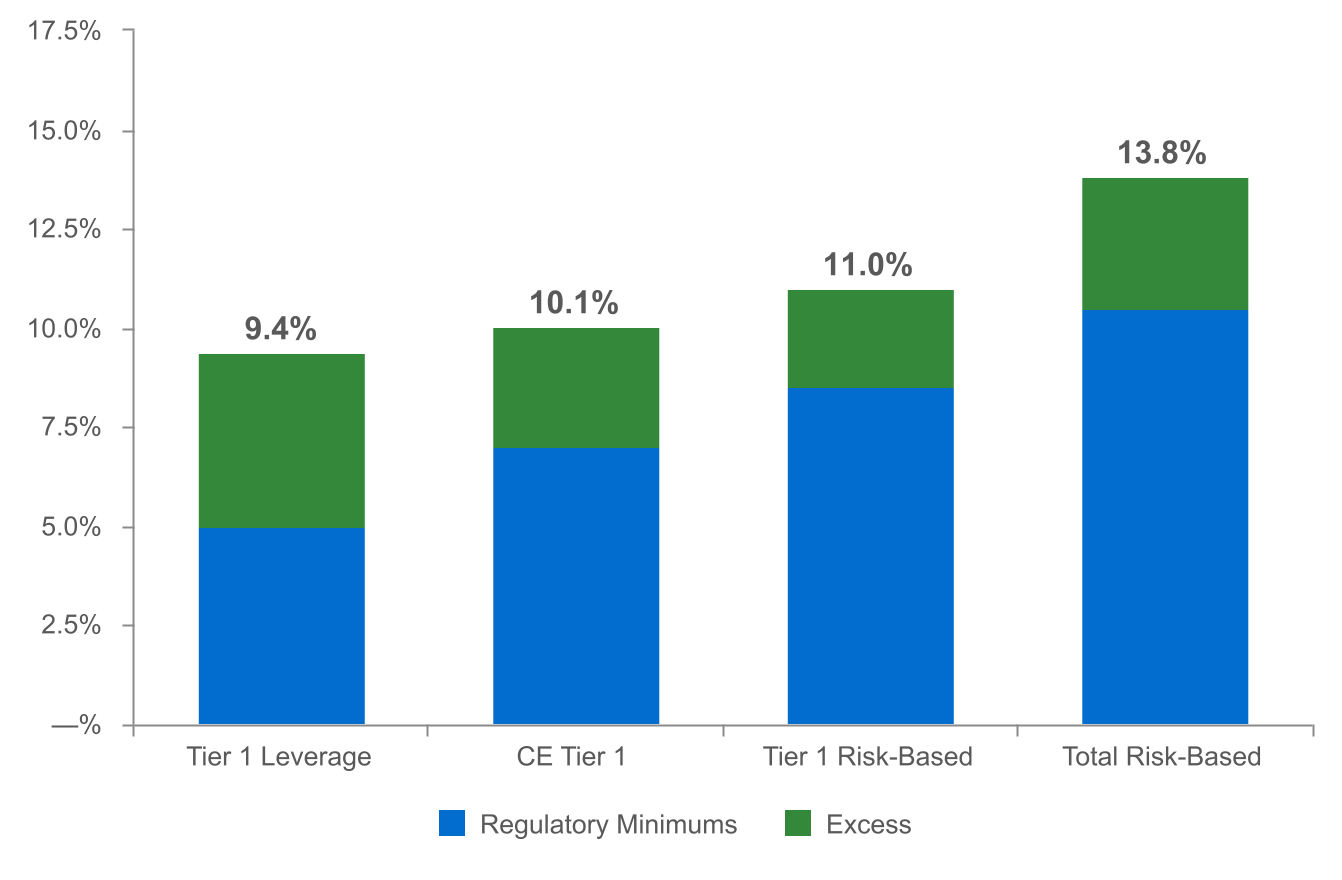 17.5%
15.0%
13.8%
12.5%
11.0%
10.1%
10.0%
9.4%
7.5%
5.0%
2.5%
—%
Tier 1 Leverage
CE Tier 1
Tier 1 Risk-Based
Total Risk-Based
Regulatory Minimums
Excess